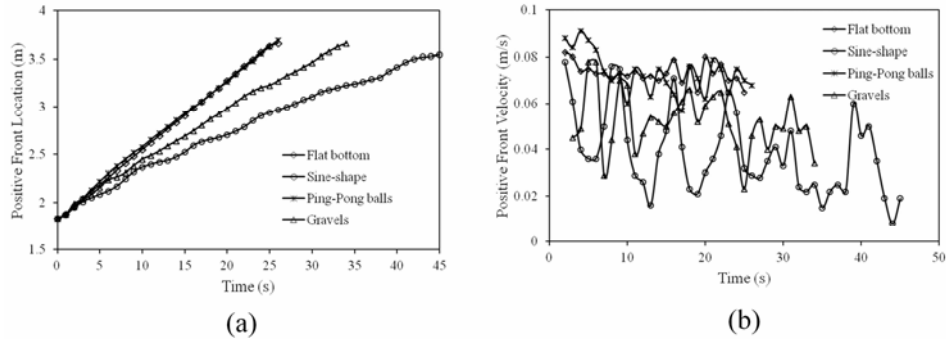 Positive Front Location (m)
4
3.5
3
2.5
2
1.5
Flat bottom
Sine-shape
Ping-Pong balls
Gravels
0 5 10 15 20 25 30 35 40 45
Time (s)
(a)
Positive Front Velocity (m/s)
0.1
0.08
0.06
0.04
0.02
0
Flat bottom
Sine-shape
Ping-Pong balls
Gravels
0 10 20 30 40 50
Time (s)
(b)